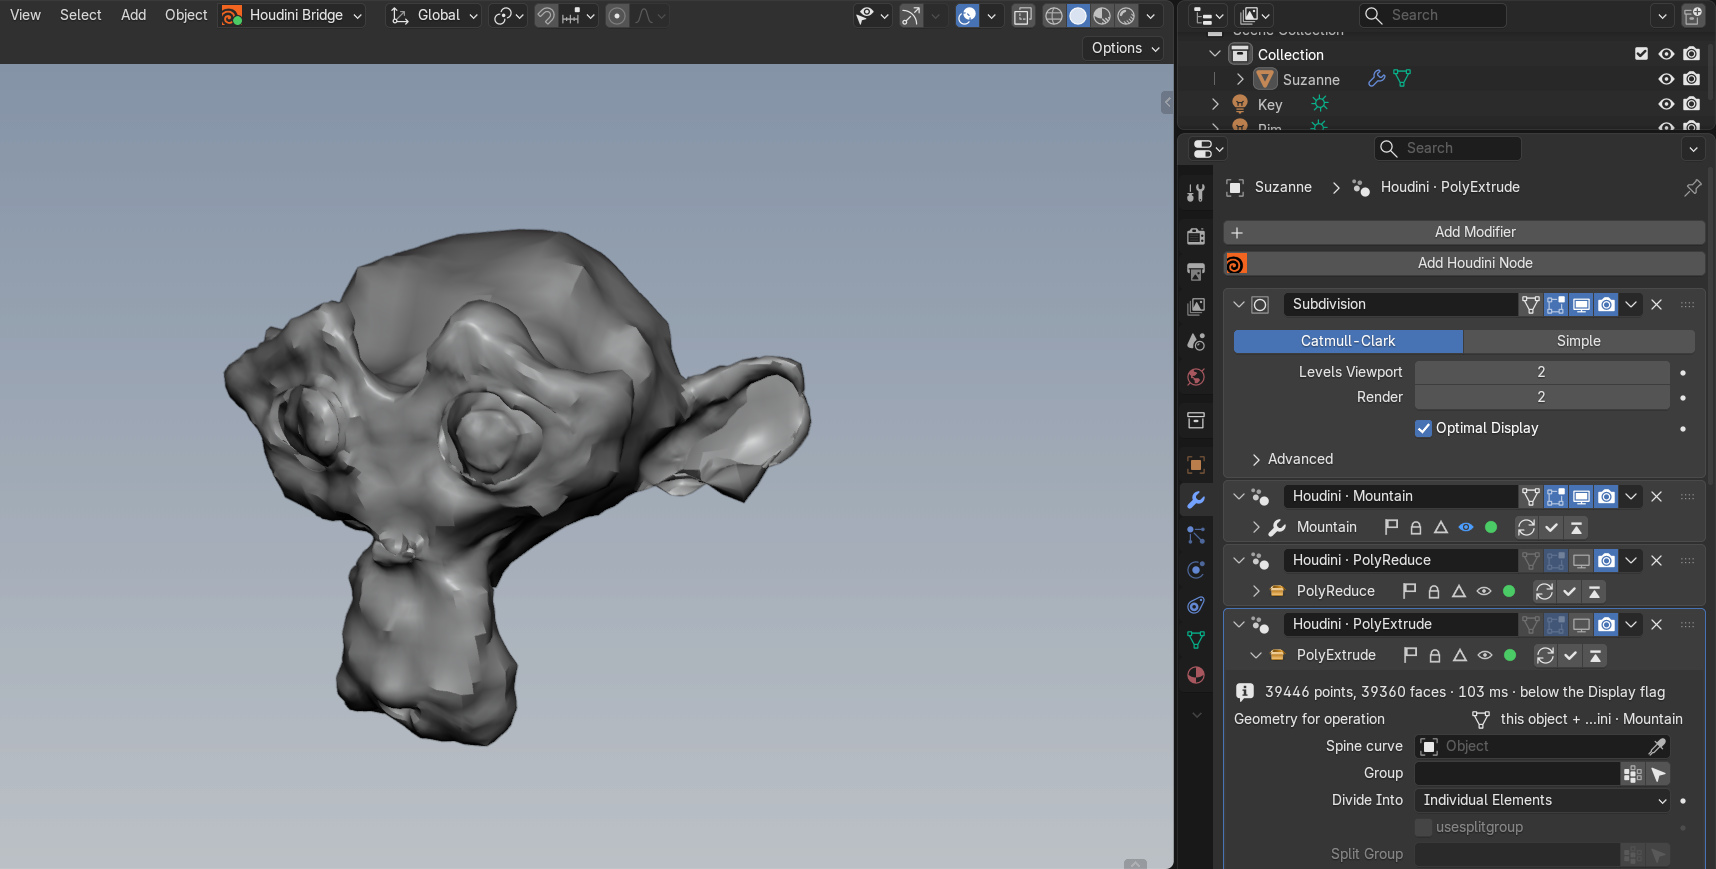 View Select Add Object Houdini Bridge Global Search
Options
Scene Collection
Collection
Suzanne
Key
Rim
Search
Suzanne Houdini · PolyExtrude
Add Modifier
Add Houdini Node
Subdivision
Catmull-Clark Simple
Levels Viewport 2
Render 2
Optimal Display
Advanced
Houdini · Mountain
Mountain
Houdini · PolyReduce
PolyReduce
Houdini · PolyExtrude
PolyExtrude
39446 points, 39360 faces · 103 ms · below the Display flag
Geometry for operation this object + ...ini · Mountain
Spine curve Object
Group
Divide Into Individual Elements
usesplitgroup
Split Group